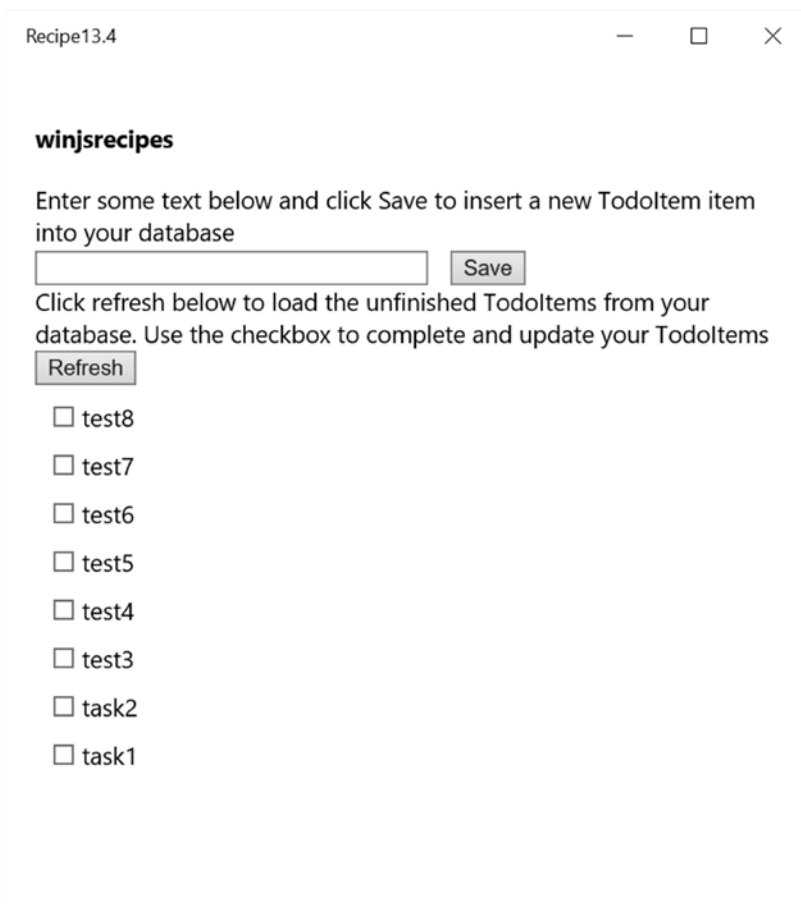 Recipe13.4
winjsrecipes
Enter some text below and click Save to insert a new TodoItem item
into your database
Save
Click refresh below to load the unfinished TodoItems from your
database. Use the checkbox to complete and update your TodoItems
Refresh
test8
test7
test6
test5
test4
test3
task2
task1